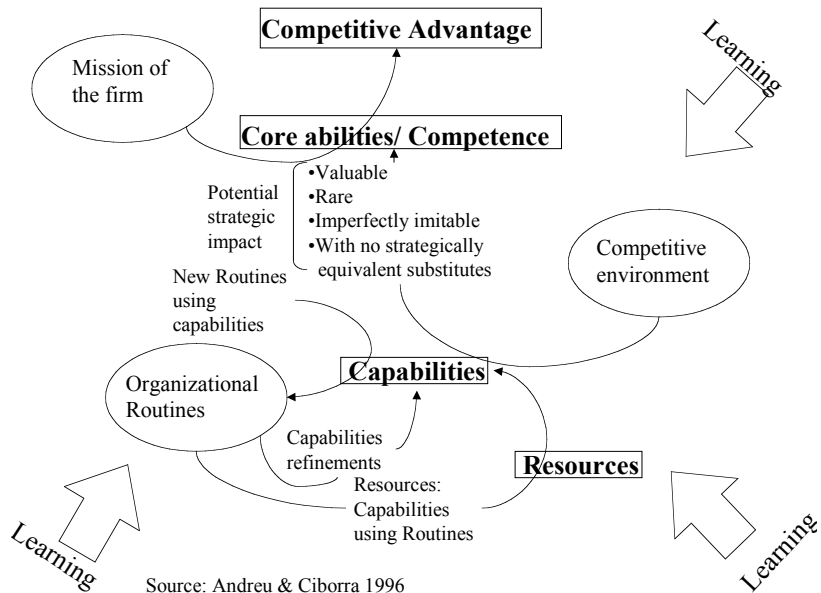 Competitive Advantage
Learning
Mission of
the firm
Core abilities/ Competence
•Valuable
•Rare
•Imperfectly imitable
•With no strategically
equivalent substitutes
Potential
strategic
impact
Competitive
environment
New Routines
using
capabilities
Capabilities
Organizational
Routines
Capabilities
refinements
Resources
Resources:
Capabilities
using Routines
Learning
Learning
Source: Andreu & Ciborra 1996